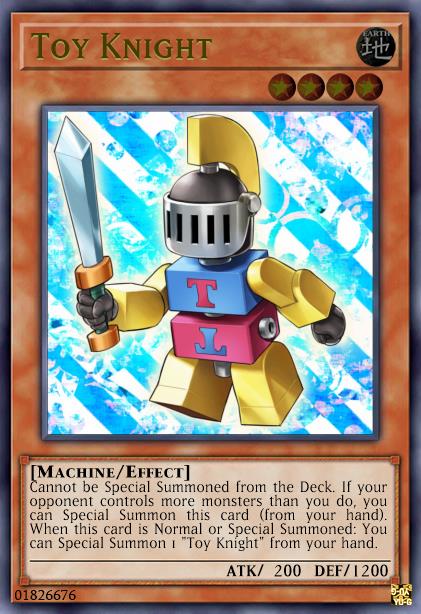 TOY KNIGHT
EARTH
地
T
T
[MACHINE/EFFECT]
Cannot be Special Summoned from the Deck. If your
opponent controls more monsters than you do, you
can Special Summon this card (from your hand).
When this card is Normal or Special Summoned: You
can Special Summon 1 "Toy Knight" from your hand.
ATK/ 200 DEF/1200
01826676